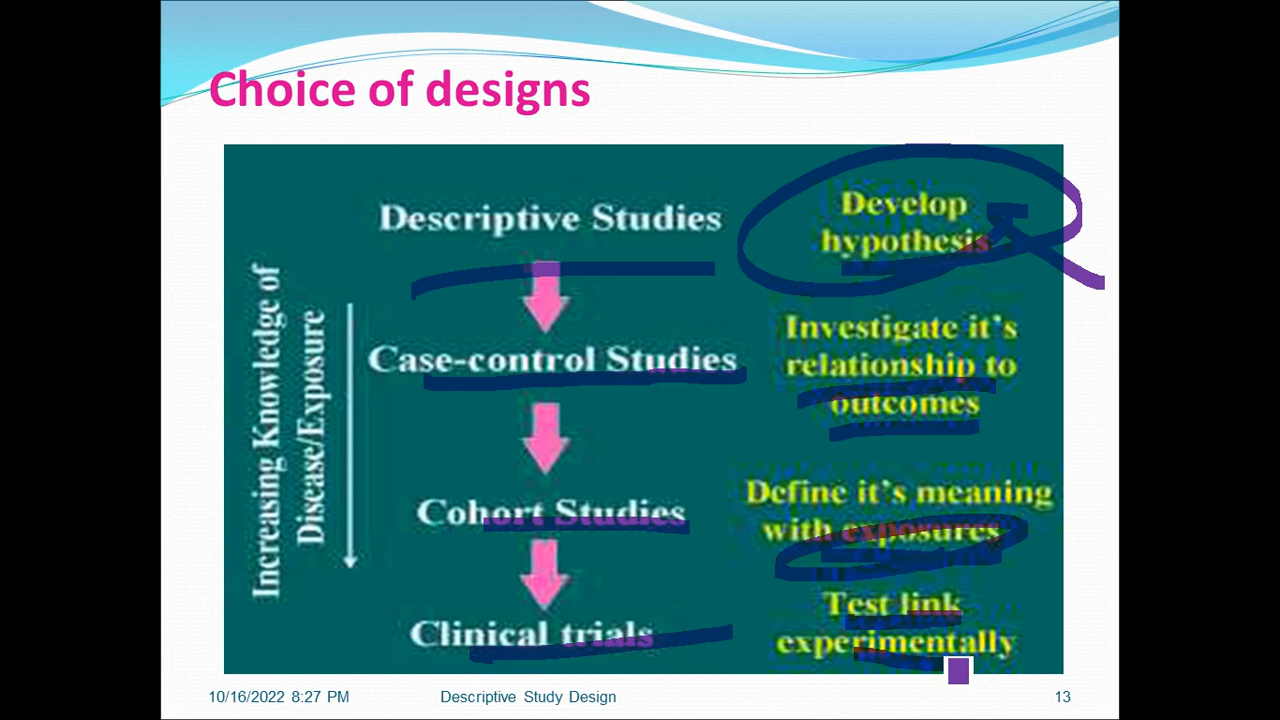 Choice of designs
Descriptive Studies
Develop
hypothesis
Increasing Knowledge of
Disease/Exposure
Case-control Studies
Investigate it's
relationship to
outcomes
Cohort Studies
Define it's meaning
with exposures
Clinical trials
Test link
experimentally
10/16/2022 8:27 PM
Descriptive Study Design
13